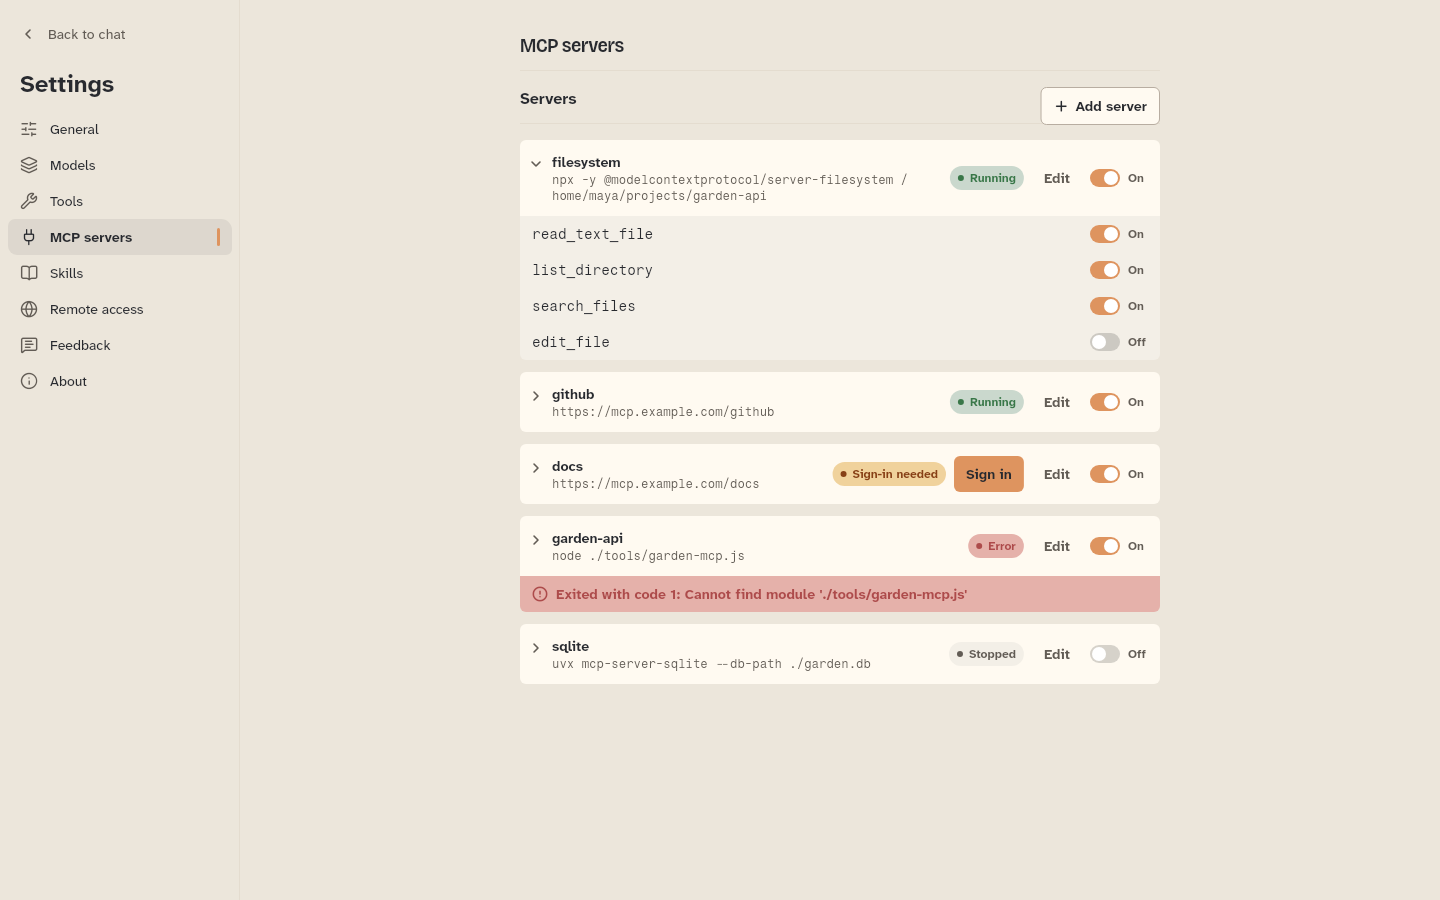 Back to chat
Settings
General
Models
Tools
MCP servers
Skills
Remote access
Feedback
About
MCP servers
Servers
Add server
filesystem
npx -y @modelcontextprotocol/server-filesystem /
home/maya/projects/garden-api
Running
Edit
On
read_text_file
On
list_directory
On
search_files
On
edit_file
Off
github
https://mcp.example.com/github
Running
Edit
On
docs
https://mcp.example.com/docs
Sign-in needed
Sign in
Edit
On
garden-api
node ./tools/garden-mcp.js
Error
Edit
On
Exited with code 1: Cannot find module './tools/garden-mcp.js'
sqlite
uvx mcp-server-sqlite --db-path ./garden.db
Stopped
Edit
Off